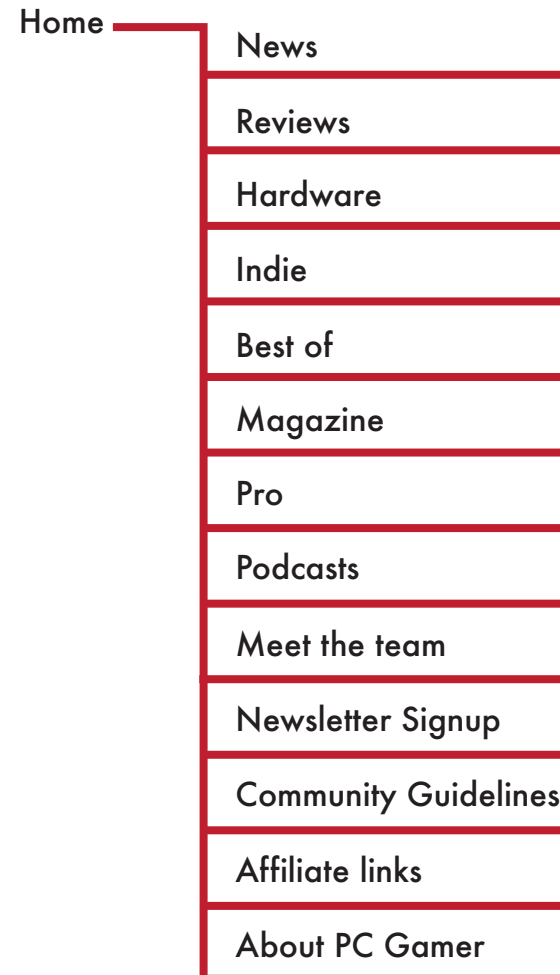 Home
News
Reviews
Hardware
Indie
Best of
Magazine
Pro
Podcasts
Meet the team
Newsletter Signup
Community Guidelines
Affiliate links
About PC Gamer